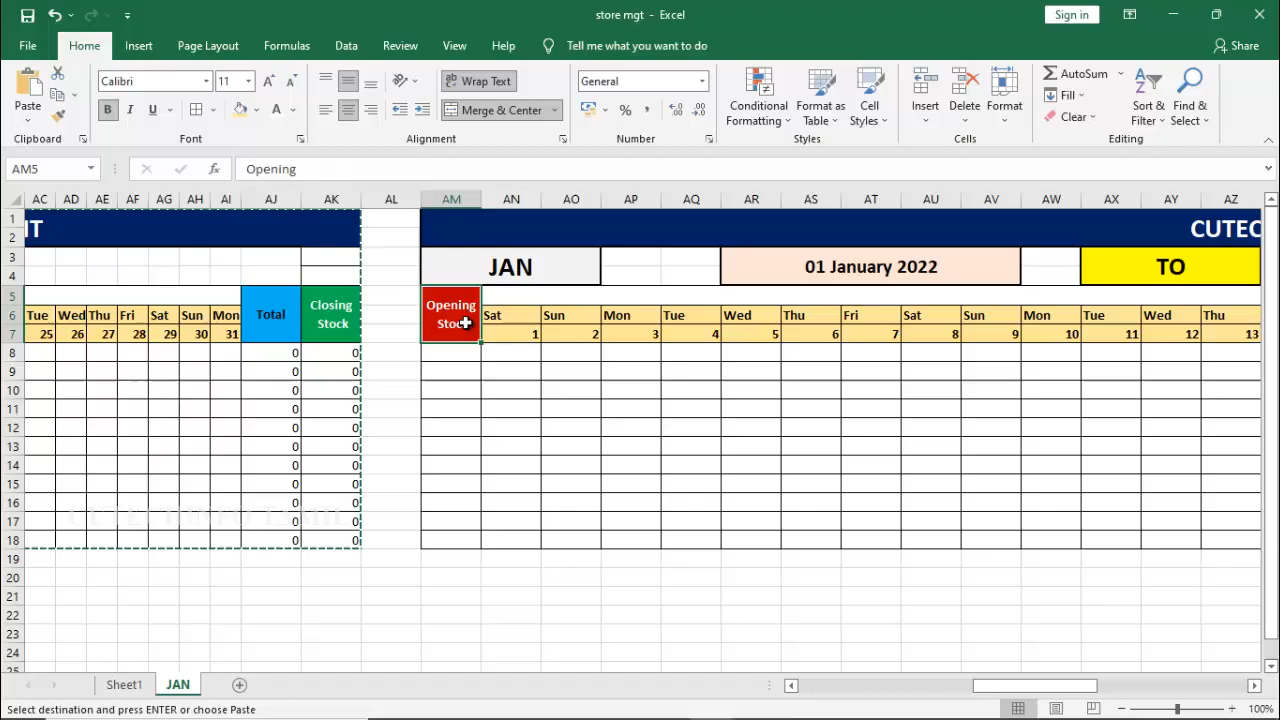 store mgt - Excel
Sign in
File Home Insert Page Layout Formulas Data Review View Help Tell me what you want to do Share
Calibri 11 Wrap Text General AutoSum
Paste B I U Merge & Center % , Conditional Formatting Format as Table Cell Styles Insert Delete Format Fill Clear Sort & Filter Find & Select
Clipboard Font Alignment Number Styles Cells Editing
AM5 fx Opening
AC AD AE AF AG AH AI AJ AK AL AM AN AO AP AQ AR AS AT AU AV AW AX AY AZ
1
2
3
4
5
6
7
8
9
10
11
12
13
14
15
16
17
18
19
20
21
22
23
24
CUTEC
JAN 01 January 2022 TO
Total Closing Stock Opening
Tue Wed Thu Fri Sat Sun Mon Sat Sun Mon Tue Wed Thu Fri Sat Sun Mon Tue Wed Thu
25 26 27 28 29 30 31 1 2 3 4 5 6 7 8 9 10 11 12 13
0 0
0 0
0 0
0 0
0 0
0 0
0 0
0 0
0 0
0 0
0 0
Sheet1 JAN
Select destination and press ENTER or choose Paste 100%